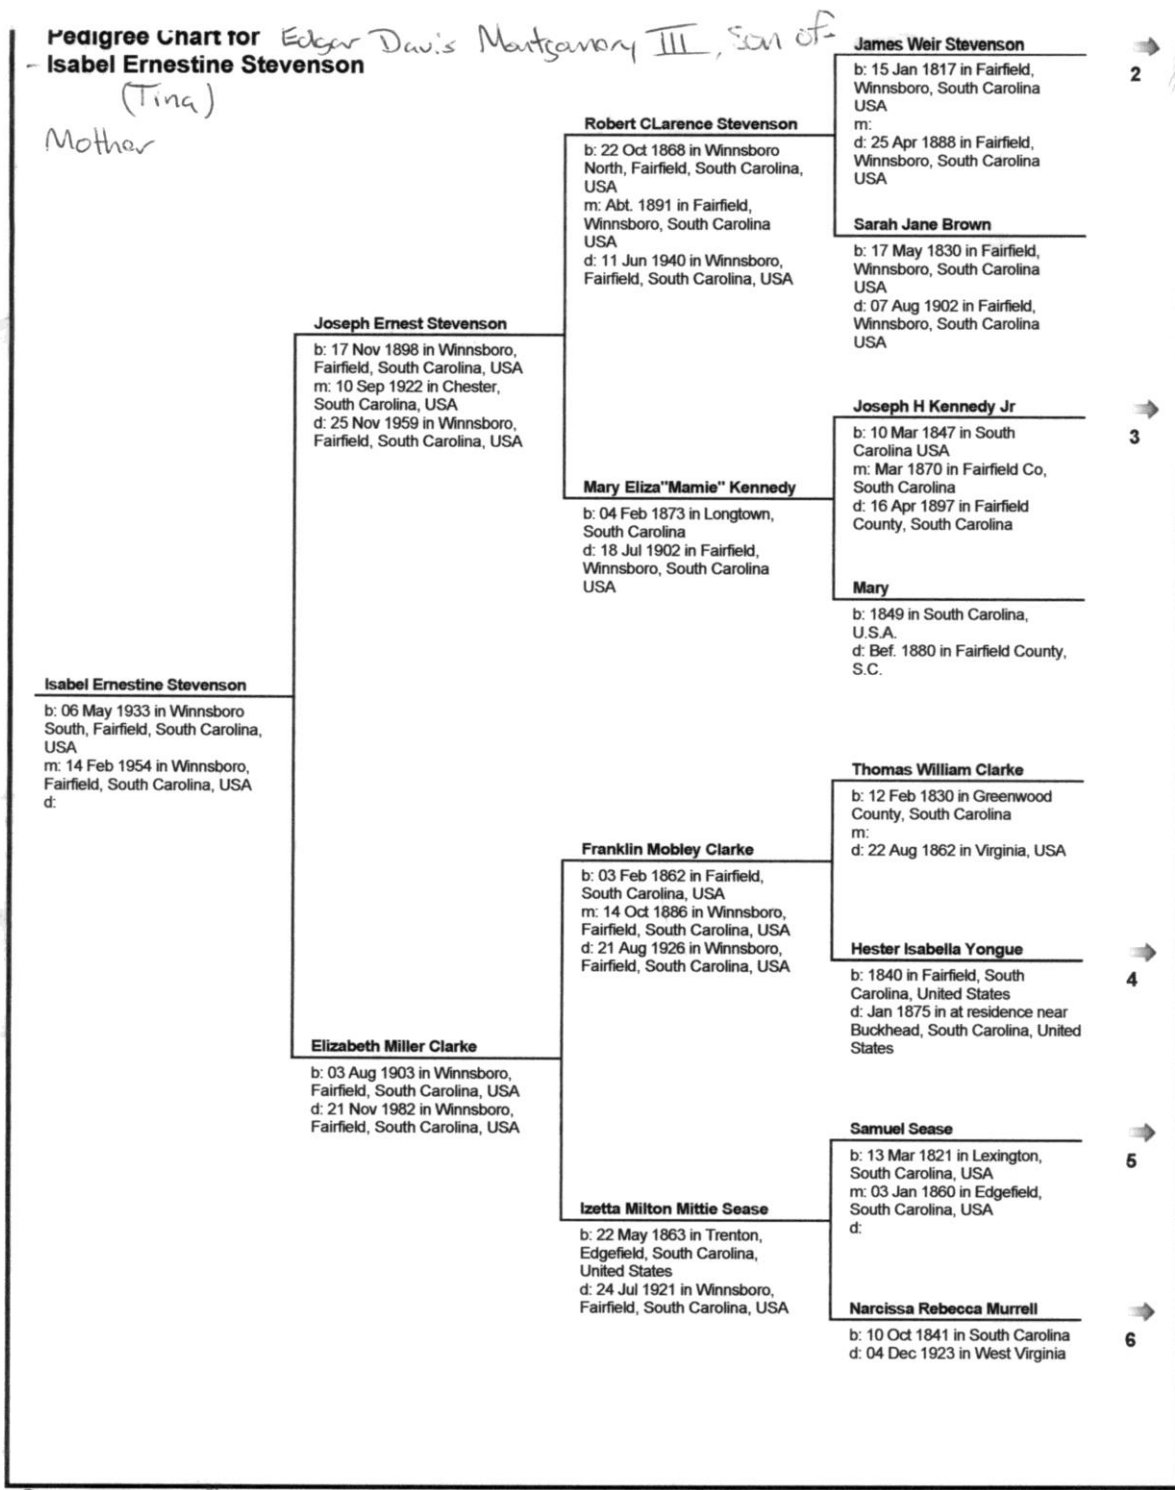 Pedigree Chart for Edgar Davis Montgomery III, son of
- Isabel Ernestine Stevenson
(Tina)
Mother
James Weir Stevenson
2
b: 15 Jan 1817 in Fairfield,
Winnsboro, South Carolina
USA
m:
d: 25 Apr 1888 in Fairfield,
Winnsboro, South Carolina
USA
Robert CLarence Stevenson
b: 22 Oct 1868 in Winnsboro
North, Fairfield, South Carolina,
USA
m: Abt. 1891 in Fairfield,
Winnsboro, South Carolina
USA
d: 11 Jun 1940 in Winnsboro,
Fairfield, South Carolina, USA
Sarah Jane Brown
b: 17 May 1830 in Fairfield,
Winnsboro, South Carolina
USA
d: 07 Aug 1902 in Fairfield,
Winnsboro, South Carolina
USA
Joseph Ernest Stevenson
b: 17 Nov 1898 in Winnsboro,
Fairfield, South Carolina, USA
m: 10 Sep 1922 in Chester,
South Carolina, USA
d: 25 Nov 1959 in Winnsboro,
Fairfield, South Carolina, USA
Joseph H Kennedy Jr
3
b: 10 Mar 1847 in South
Carolina USA
m: Mar 1870 in Fairfield Co,
South Carolina
d: 16 Apr 1897 in Fairfield
County, South Carolina
Mary Eliza"Mamie" Kennedy
b: 04 Feb 1873 in Longtown,
South Carolina
d: 18 Jul 1902 in Fairfield,
Winnsboro, South Carolina
USA
Mary
b: 1849 in South Carolina,
U.S.A.
d: Bef. 1880 in Fairfield County,
S.C.
Isabel Ernestine Stevenson
b: 06 May 1933 in Winnsboro
South, Fairfield, South Carolina,
USA
m: 14 Feb 1954 in Winnsboro,
Fairfield, South Carolina, USA
d:
Thomas William Clarke
b: 12 Feb 1830 in Greenwood
County, South Carolina
m:
d: 22 Aug 1862 in Virginia, USA
Franklin Mobley Clarke
b: 03 Feb 1862 in Fairfield,
South Carolina, USA
m: 14 Oct 1886 in Winnsboro,
Fairfield, South Carolina, USA
d: 21 Aug 1926 in Winnsboro,
Fairfield, South Carolina, USA
Hester Isabella Yongue
4
b: 1840 in Fairfield, South
Carolina, United States
d: Jan 1875 in at residence near
Buckhead, South Carolina, United
States
Elizabeth Miller Clarke
b: 03 Aug 1903 in Winnsboro,
Fairfield, South Carolina, USA
d: 21 Nov 1982 in Winnsboro,
Fairfield, South Carolina, USA
Samuel Sease
5
b: 13 Mar 1821 in Lexington,
South Carolina, USA
m: 03 Jan 1860 in Edgefield,
South Carolina, USA
d:
Izetta Milton Mittie Sease
b: 22 May 1863 in Trenton,
Edgefield, South Carolina,
United States
d: 24 Jul 1921 in Winnsboro,
Fairfield, South Carolina, USA
Narcissa Rebecca Murrell
6
b: 10 Oct 1841 in South Carolina
d: 04 Dec 1923 in West Virginia